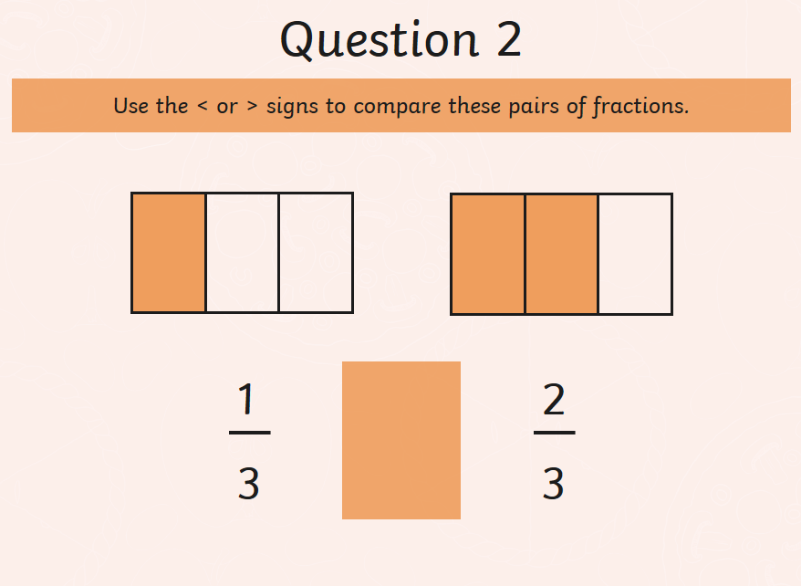 Question 2
Use the < or > signs to compare these pairs of fractions.
1 2
3 3